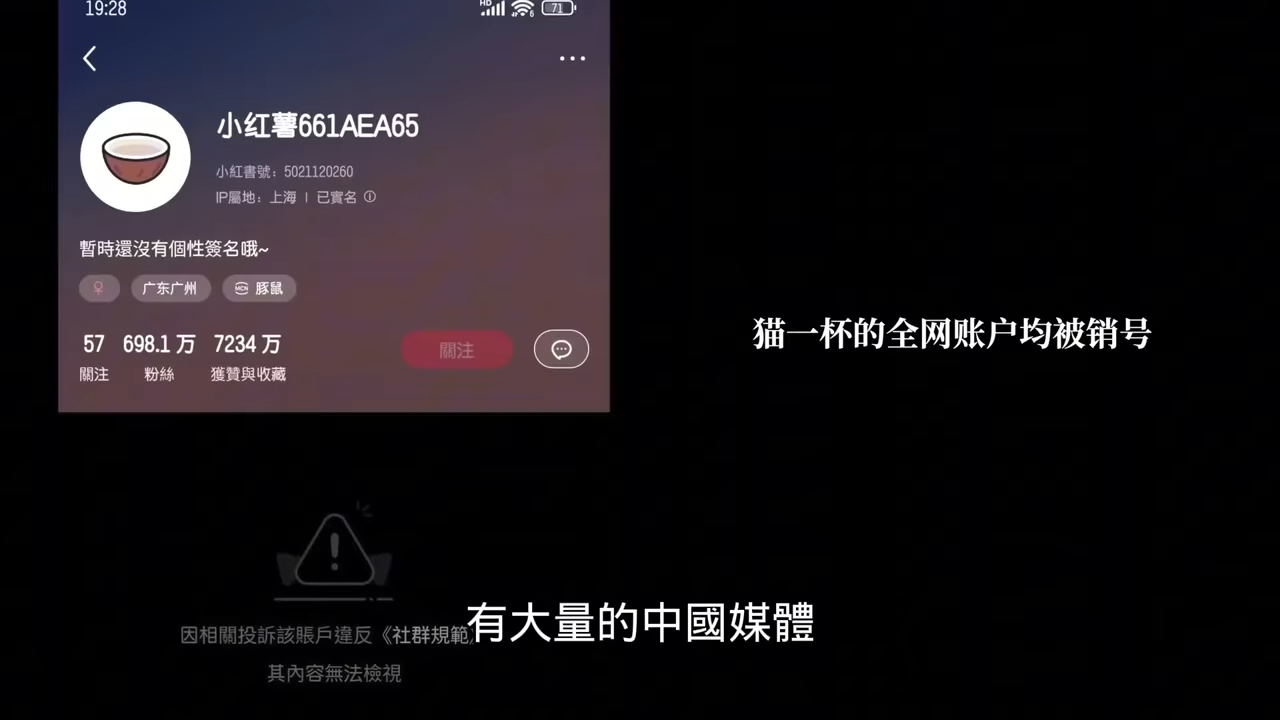 19:28
HD 6 71
小红薯661AEA65
小紅書號：5021120260
IP屬地：上海 | 已實名
暫時還沒有個性簽名哦~
♀ 广东广州 MCN 豚鼠
57 698.1 万 7234 万
關注 粉絲 獲贊與收藏
關注
猫一杯的全网账户均被销号
因相關投訴該賬戶違反《社群規範
其內容無法檢視
有大量的中國媒體